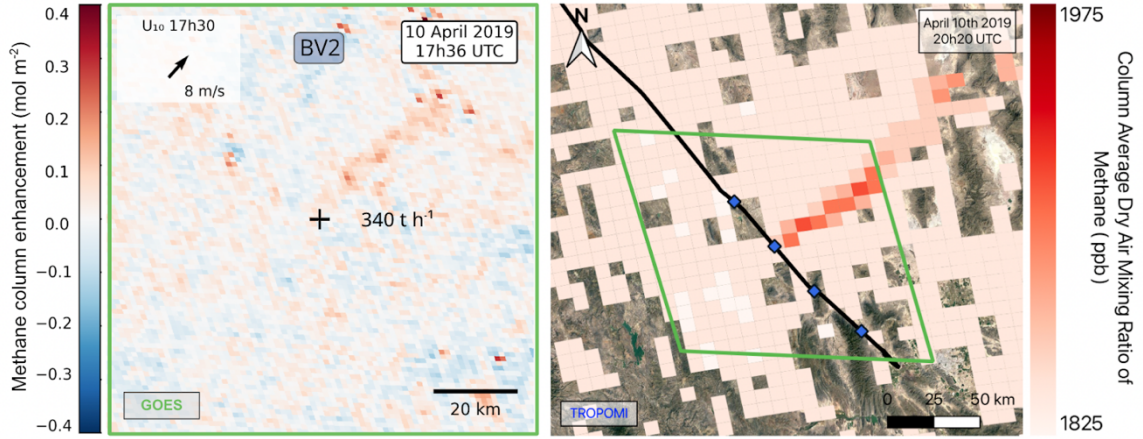 Methane column enhancement (mol m⁻²)
0.4
0.3
0.2
0.1
0.0
−0.1
−0.2
−0.3
−0.4
U₁₀ 17h30
8 m/s
BV2
10 April 2019
17h36 UTC
340 t h⁻¹
GOES
20 km
N
April 10th 2019
20h20 UTC
TROPOMI
0 25 50 km
1975
1825
Column Average Dry Air Mixing Ratio of
Methane (ppb)